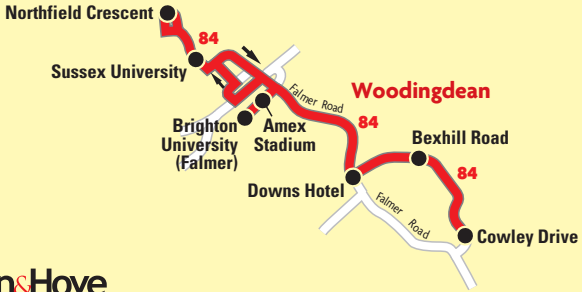 Northfield Crescent
84
Sussex University
Falmer Road
Woodingdean
84
Brighton
University
(Falmer)
Amex
Stadium
Bexhill Road
84
Downs Hotel
Falmer
Road
Cowley Drive
n&Hove